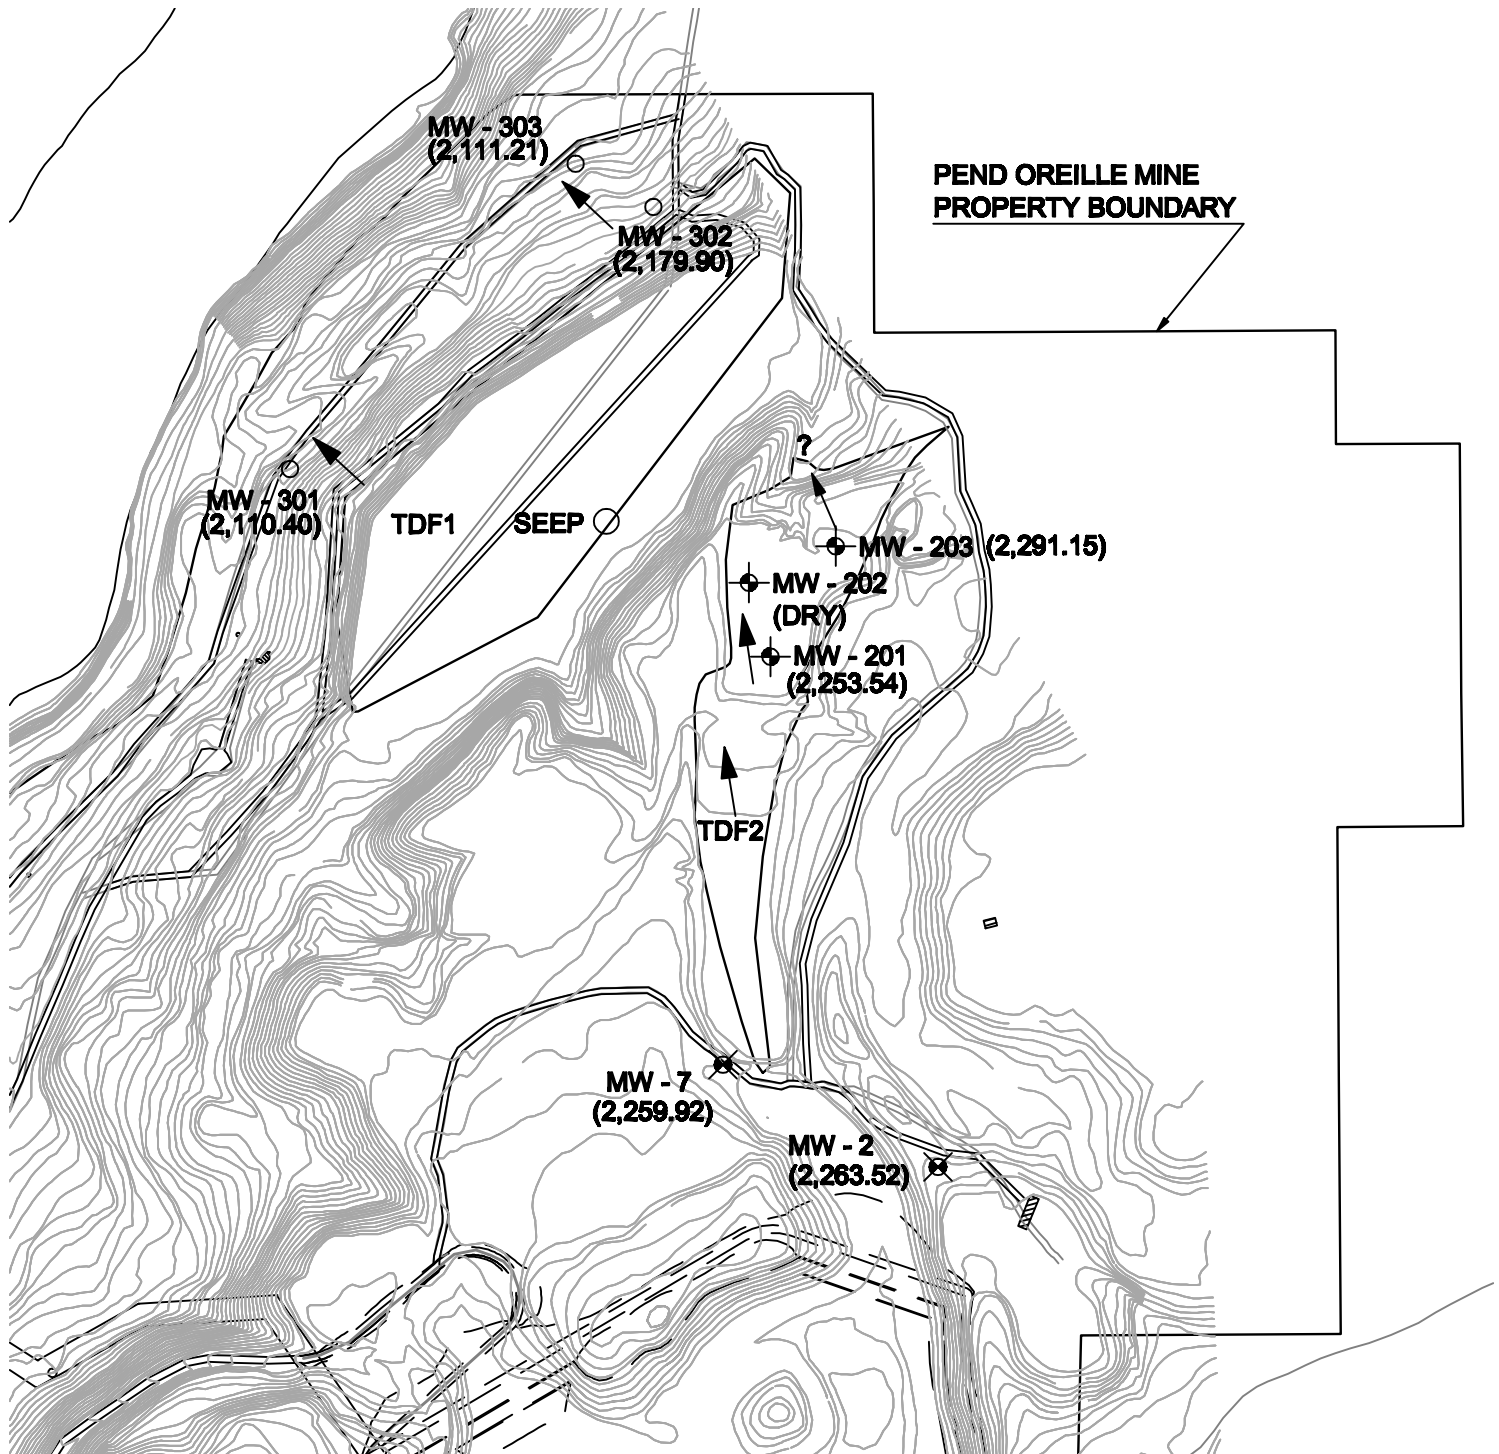 MW - 303
(2,111.21)
PEND OREILLE MINE
PROPERTY BOUNDARY
MW - 302
(2,179.90)
?
MW - 301
(2,110.40)
TDF1
SEEP
MW - 203 (2,291.15)
MW - 202
(DRY)
MW - 201
(2,253.54)
TDF2
MW - 7
(2,259.92)
MW - 2
(2,263.52)